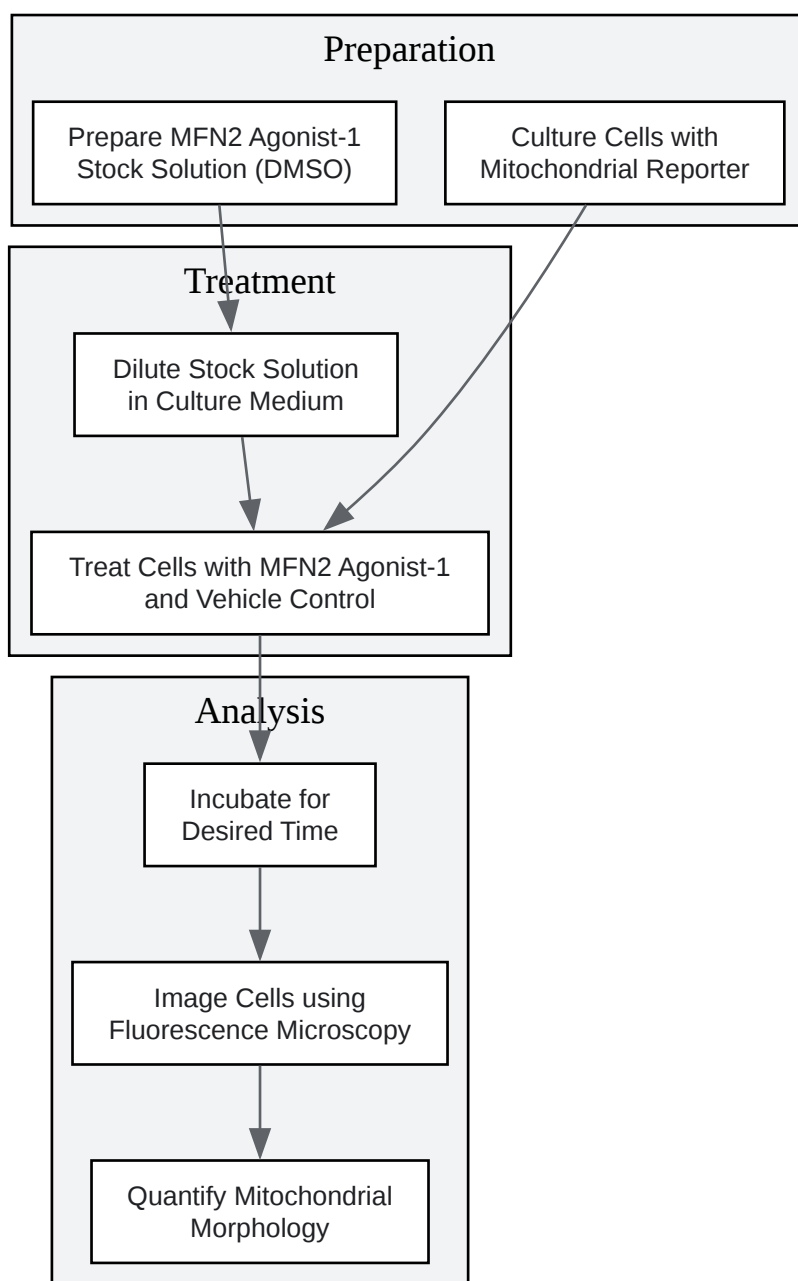 Preparation
Prepare MFN2 Agonist-1
Stock Solution (DMSO)
Culture Cells with
Mitochondrial Reporter
Treatment
Dilute Stock Solution
in Culture Medium
Treat Cells with MFN2 Agonist-1
and Vehicle Control
Analysis
Incubate for
Desired Time
Image Cells using
Fluorescence Microscopy
Quantify Mitochondrial
Morphology